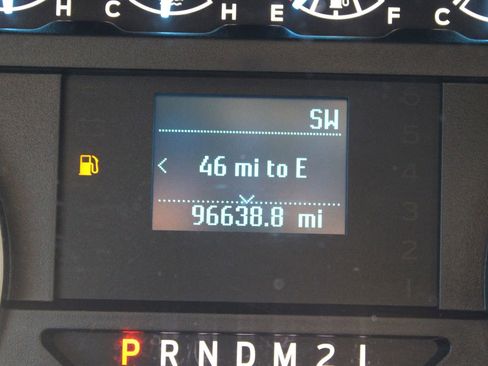 H C H E F C
SW
< 46 mi to E
96638.8 mi
P R N D M 2 1